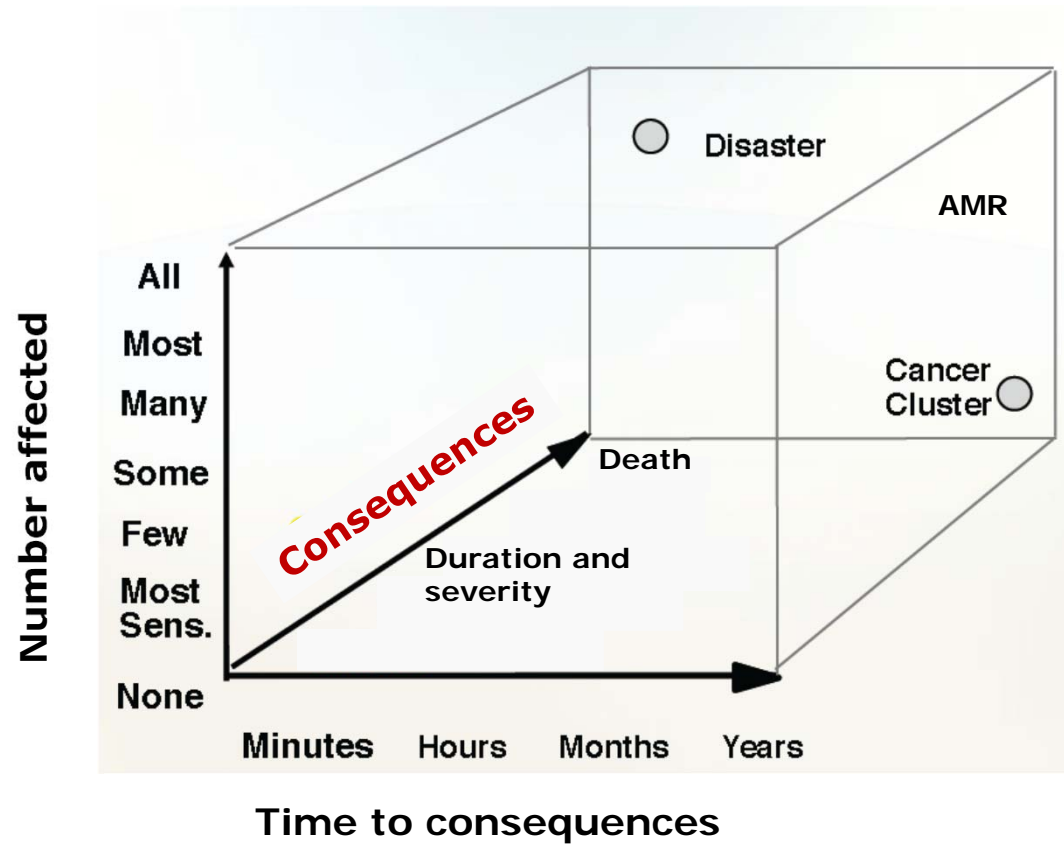 Disaster
AMR
All
Most
Many
Some
Few
Most
Sens.
None
Number affected
Consequences
Cancer
Cluster
Death
Duration and
severity
Minutes Hours Months Years
Time to consequences